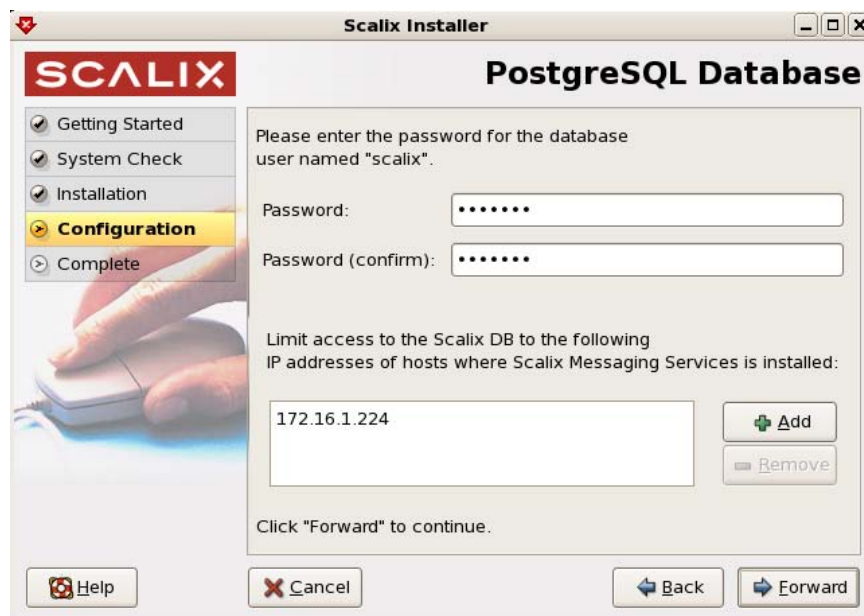 Scalix Installer
SCALIX
PostgreSQL Database
Getting Started
System Check
Installation
Configuration
Complete
Please enter the password for the database
user named "scalix".
Password: •••••••
Password (confirm): •••••••
Limit access to the Scalix DB to the following
IP addresses of hosts where Scalix Messaging Services is installed:
172.16.1.224
Add
Remove
Click "Forward" to continue.
Help
Cancel
Back
Forward